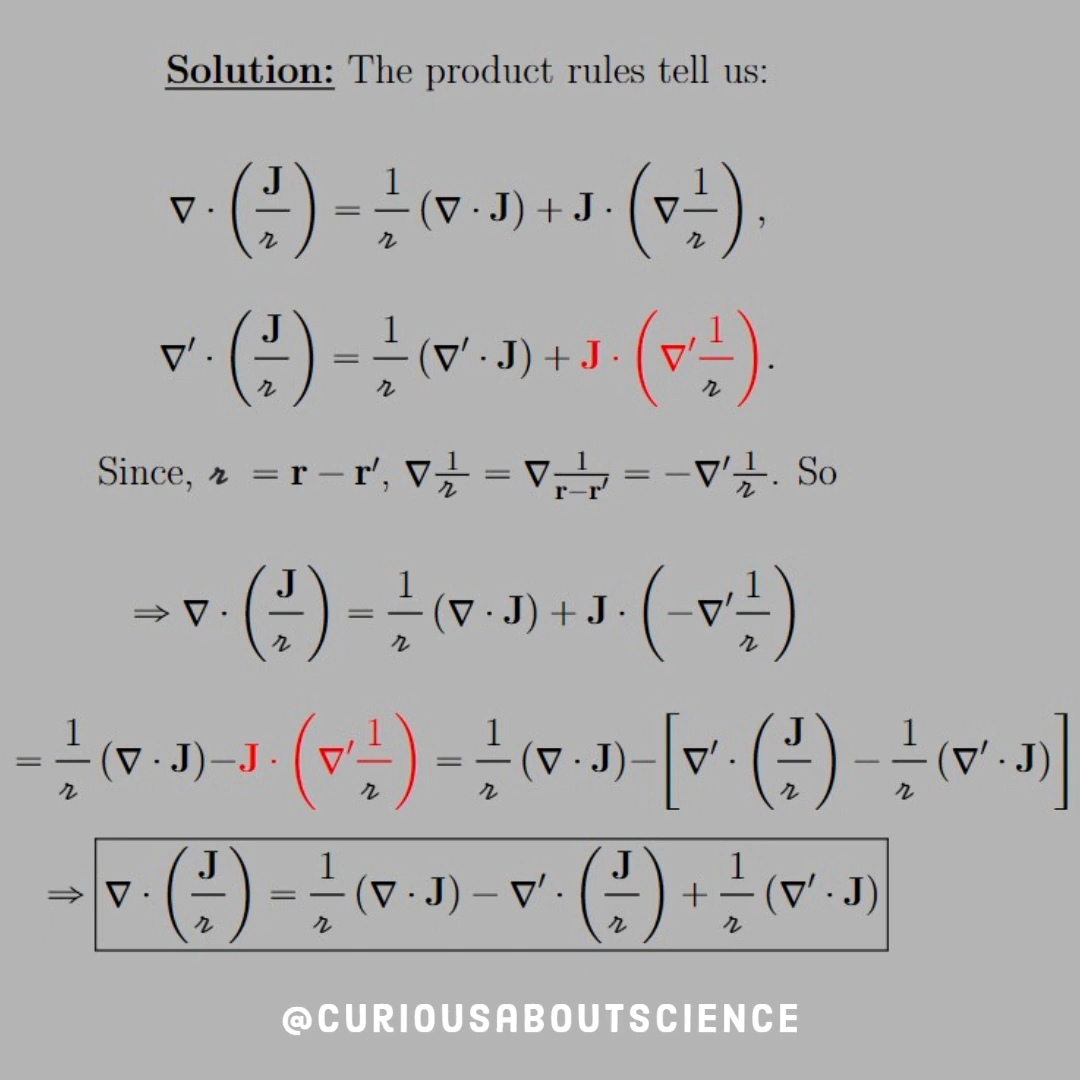 Solution: The product rules tell us:
∇ · (J/𝓇) = 1/𝓇 (∇ · J) + J · (∇ 1/𝓇),
∇′ · (J/𝓇) = 1/𝓇 (∇′ · J) + J · (∇′ 1/𝓇).
Since, 𝓇 = r − r′, ∇ 1/𝓇 = ∇ 1/r−r′ = −∇′ 1/𝓇. So
⇒ ∇ · (J/𝓇) = 1/𝓇 (∇ · J) + J · (−∇′ 1/𝓇)
= 1/𝓇 (∇ · J) − J · (∇′ 1/𝓇) = 1/𝓇 (∇ · J) − [∇′ · (J/𝓇) − 1/𝓇 (∇′ · J)]
⇒ ∇ · (J/𝓇) = 1/𝓇 (∇ · J) − ∇′ · (J/𝓇) + 1/𝓇 (∇′ · J)
@CURIOUSABOUTSCIENCE